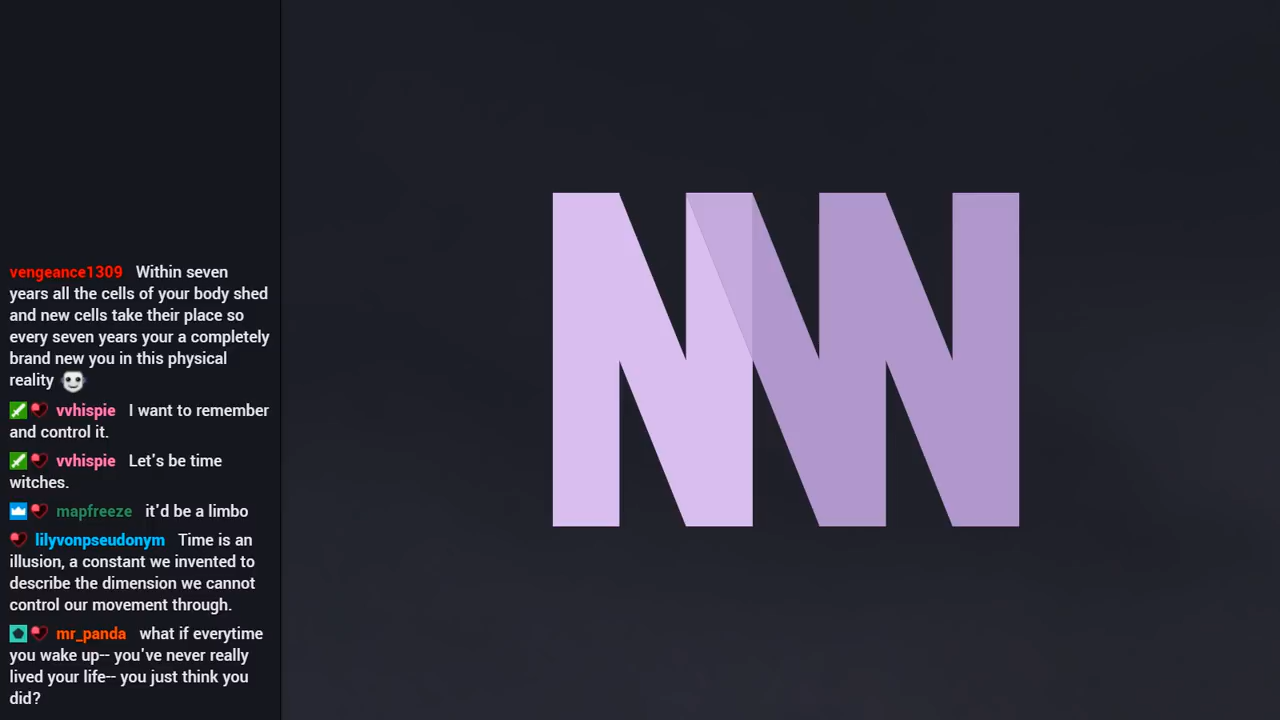 vengeance1309 Within seven
years all the cells of your body shed
and new cells take their place so
every seven years your a completely
brand new you in this physical
reality
vvhispie I want to remember
and control it.
vvhispie Let's be time
witches.
mapfreeze it'd be a limbo
lilyvonpseudonym Time is an
illusion, a constant we invented to
describe the dimension we cannot
control our movement through.
mr_panda what if everytime
you wake up-- you've never really
lived your life-- you just think you
did?
NN